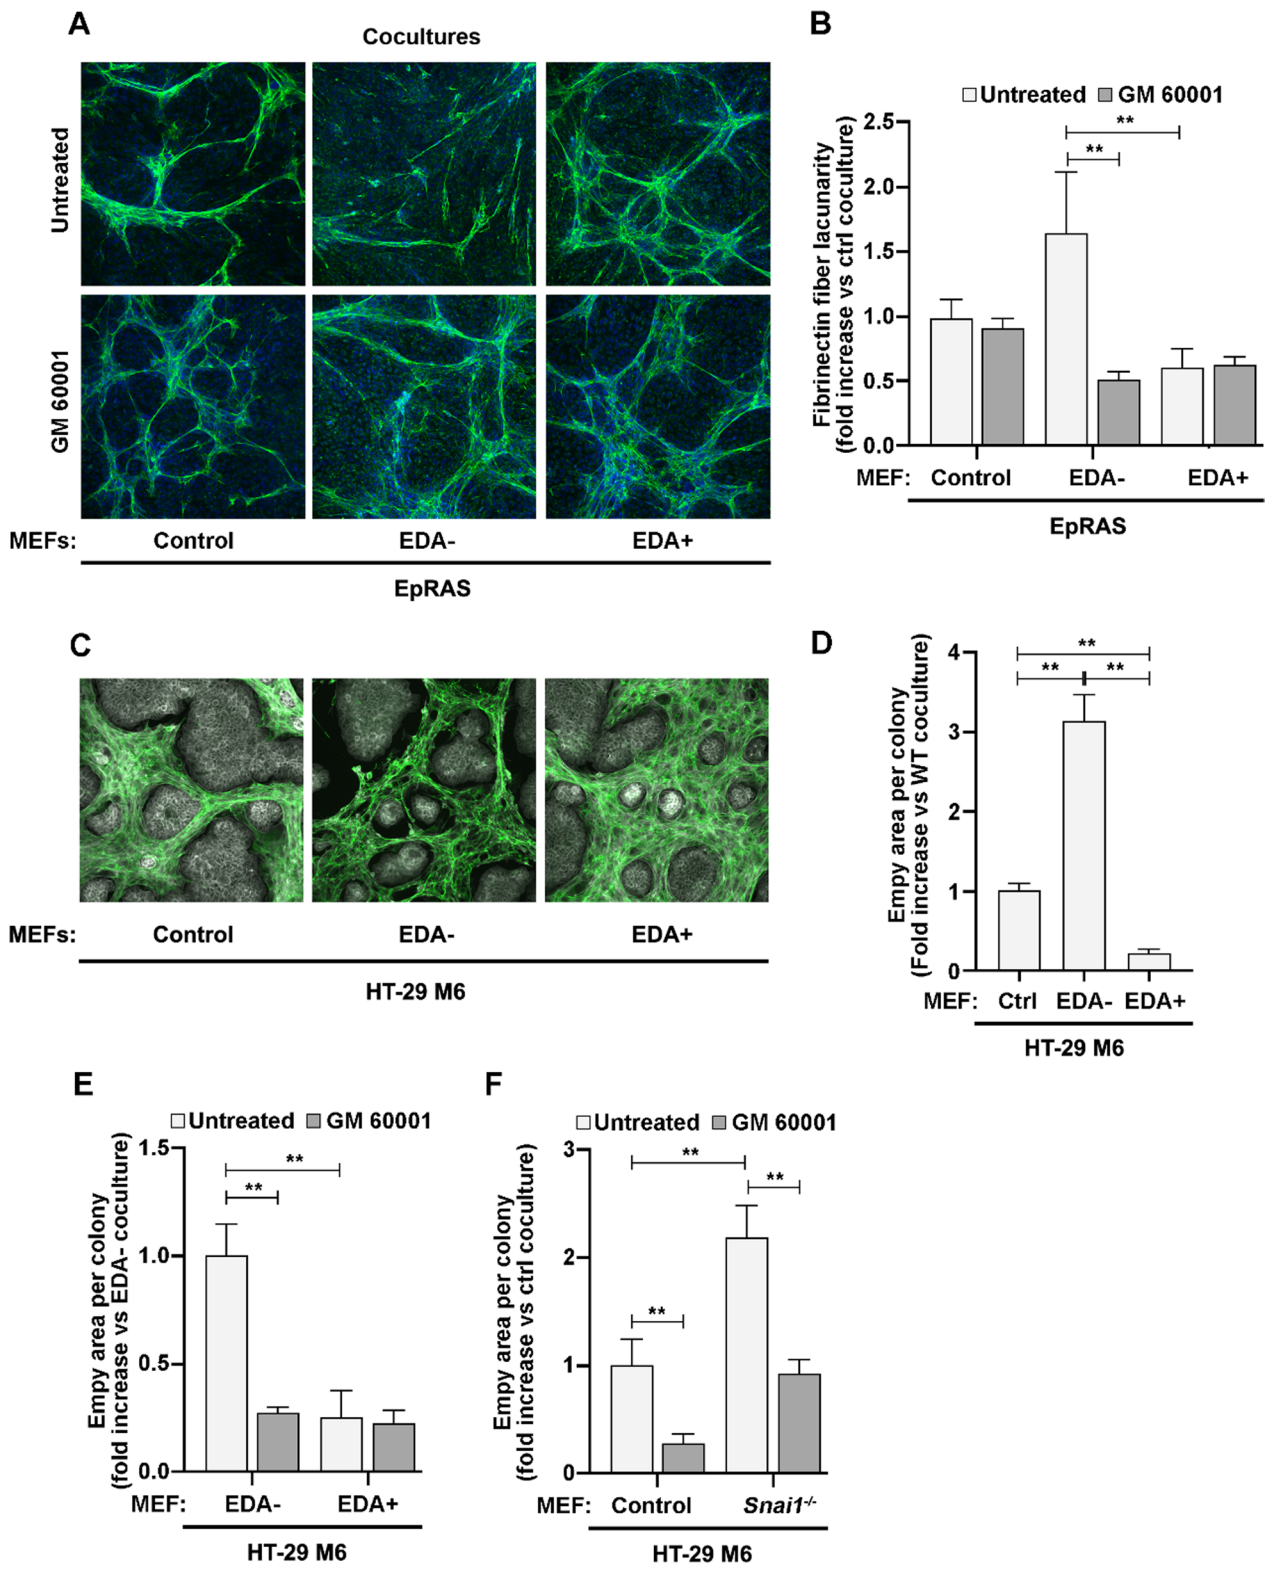 A
Cocultures
Untreated
GM 60001
MEFs: Control EDA- EDA+
EpRAS
B
Untreated GM 60001
Fibrinectin fiber lacunarity
(fold increase vs ctrl coculture)
2.5
2.0
1.5
1.0
0.5
0.0
** 
**
MEF: Control EDA- EDA+
EpRAS
C
MEFs: Control EDA- EDA+
HT-29 M6
D
Empy area per colony
(Fold increase vs WT coculture)
4
3
2
1
0
**
** **
MEF: Ctrl EDA- EDA+
HT-29 M6
E
Untreated GM 60001
Empy area per colony
(fold increase vs EDA- coculture)
1.5
1.0
0.5
0.0
**
**
MEF: EDA- EDA+
HT-29 M6
F
Untreated GM 60001
Empy area per colony
(fold increase vs ctrl coculture)
3
2
1
0
**
**
**
MEF: Control Snai1-/-
HT-29 M6